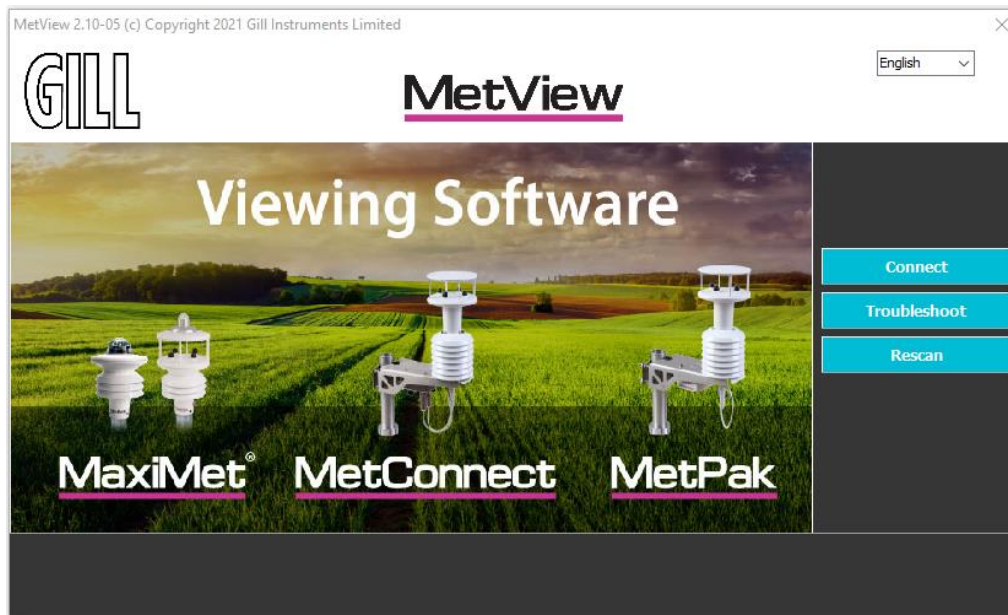 MetView 2.10-05 (c) Copyright 2021 Gill Instruments Limited
GILL
MetView
English
Viewing Software
Connect
Troubleshoot
Rescan
MaxiMet®
MetConnect
MetPak